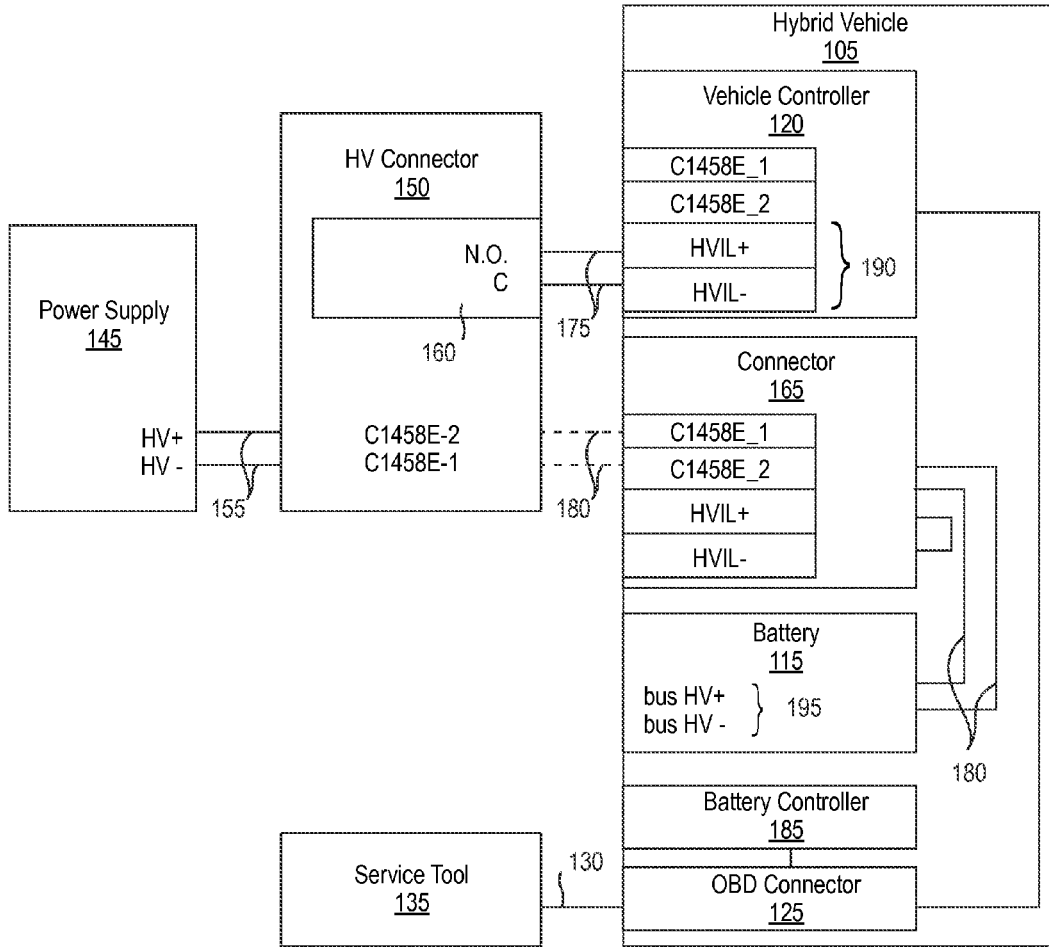 Hybrid Vehicle
105
Vehicle Controller
120
C1458E_1
C1458E_2
HVIL+
HVIL-
190
HV Connector
150
N.O.
C
160
175
Power Supply
145
HV+
HV -
155
C1458E-2
C1458E-1
180
Connector
165
C1458E_1
C1458E_2
HVIL+
HVIL-
Battery
115
bus HV+
bus HV -
195
180
Battery Controller
185
OBD Connector
125
130
Service Tool
135